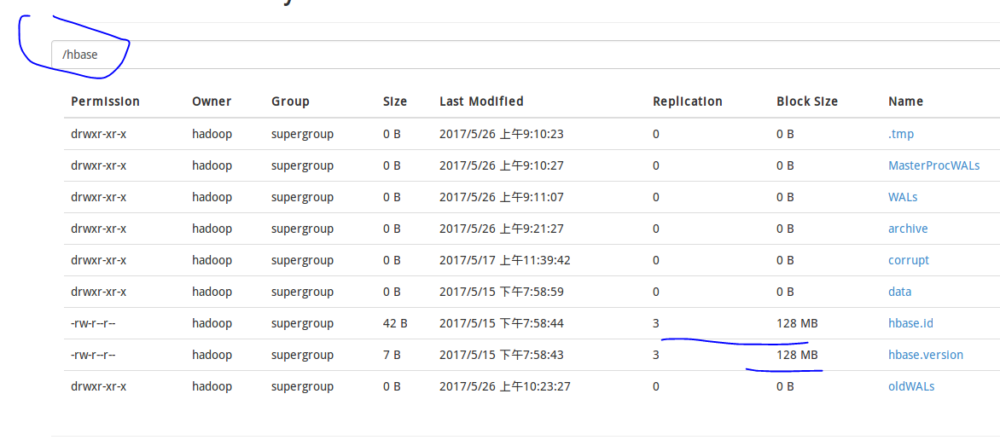 /hbase
Permission Owner Group Size Last Modified Replication Block Size Name
drwxr-xr-x hadoop supergroup 0 B 2017/5/26 上午9:10:23 0 0 B .tmp
drwxr-xr-x hadoop supergroup 0 B 2017/5/26 上午9:10:27 0 0 B MasterProcWALs
drwxr-xr-x hadoop supergroup 0 B 2017/5/26 上午9:11:07 0 0 B WALs
drwxr-xr-x hadoop supergroup 0 B 2017/5/26 上午9:21:27 0 0 B archive
drwxr-xr-x hadoop supergroup 0 B 2017/5/17 上午11:39:42 0 0 B corrupt
drwxr-xr-x hadoop supergroup 0 B 2017/5/15 下午7:58:59 0 0 B data
-rw-r--r-- hadoop supergroup 42 B 2017/5/15 下午7:58:44 3 128 MB hbase.id
-rw-r--r-- hadoop supergroup 7 B 2017/5/15 下午7:58:43 3 128 MB hbase.version
drwxr-xr-x hadoop supergroup 0 B 2017/5/26 上午10:23:27 0 0 B oldWALs